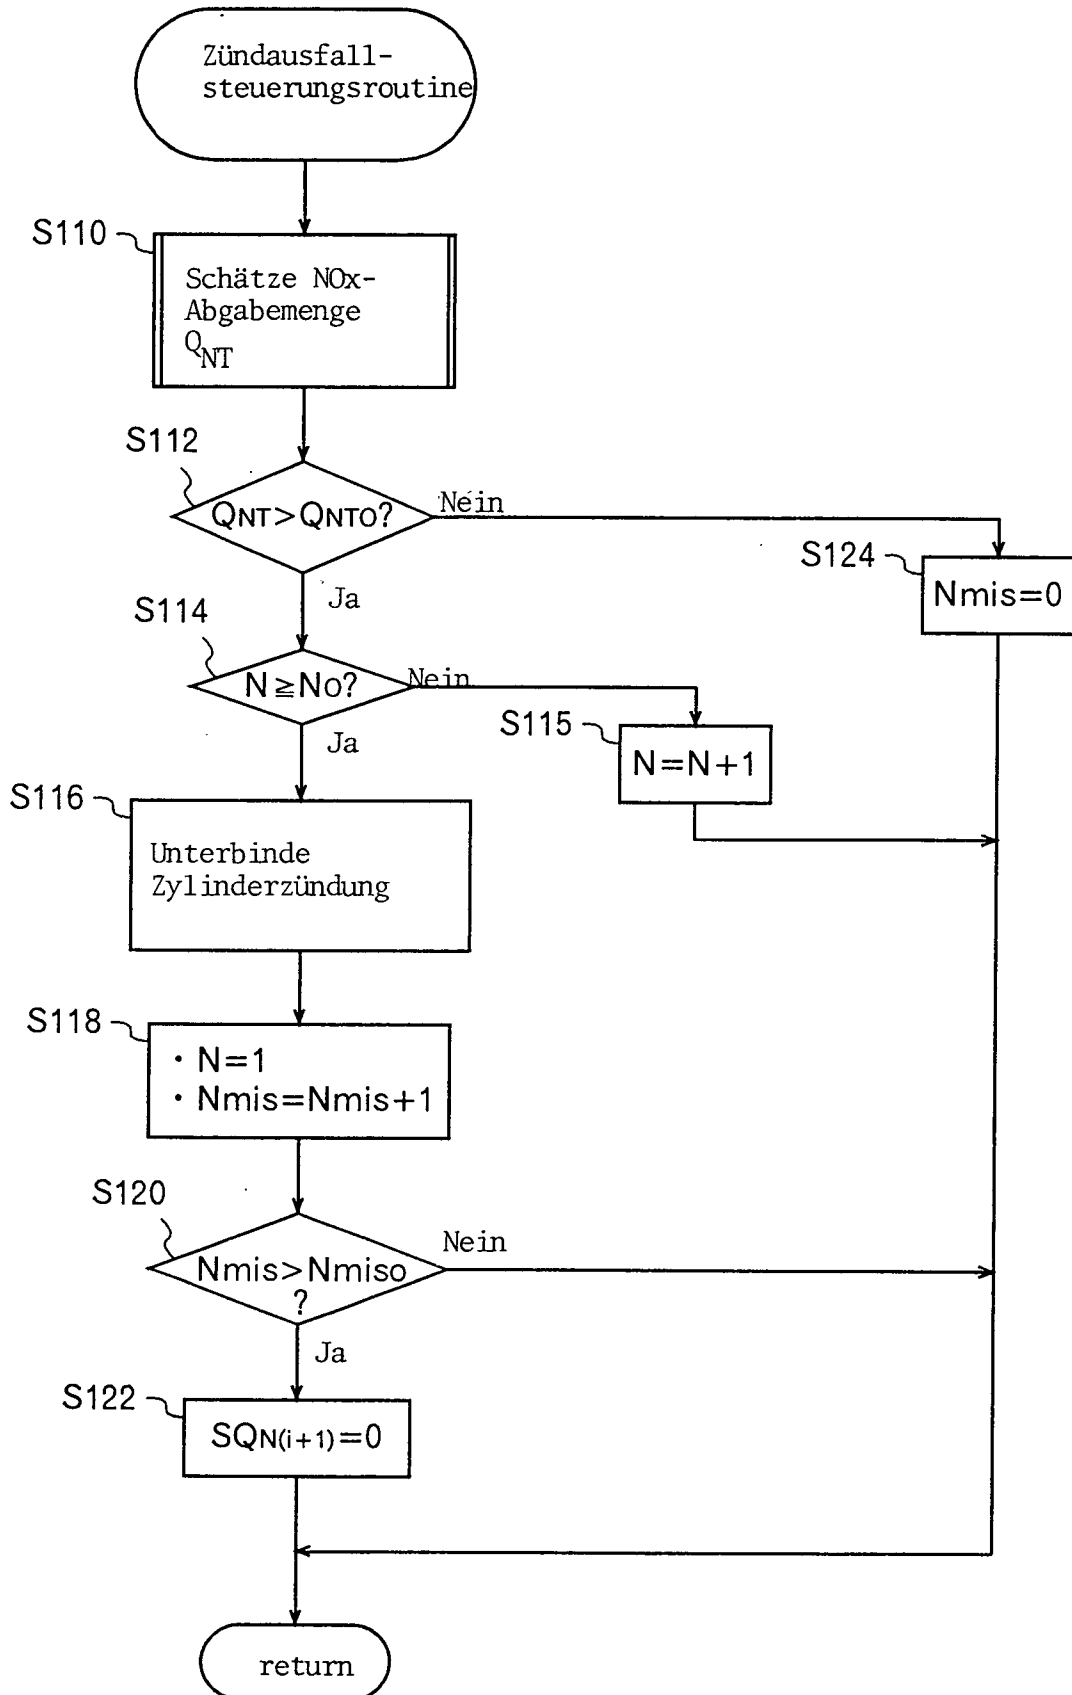 Zündausfall-
steuerungsroutine
S110
Schätze NOx-
Abgabemenge
QNT
S112
QNT>QNTO?
Nein
Ja
S124
Nmis=0
S114
N≧NO?
Nein
Ja
S115
N=N+1
S116
Unterbinde
Zylinderzündung
S118
・N=1
・Nmis=Nmis+1
S120
Nmis>Nmiso
?
Nein
Ja
S122
SQN(i+1)=0
return